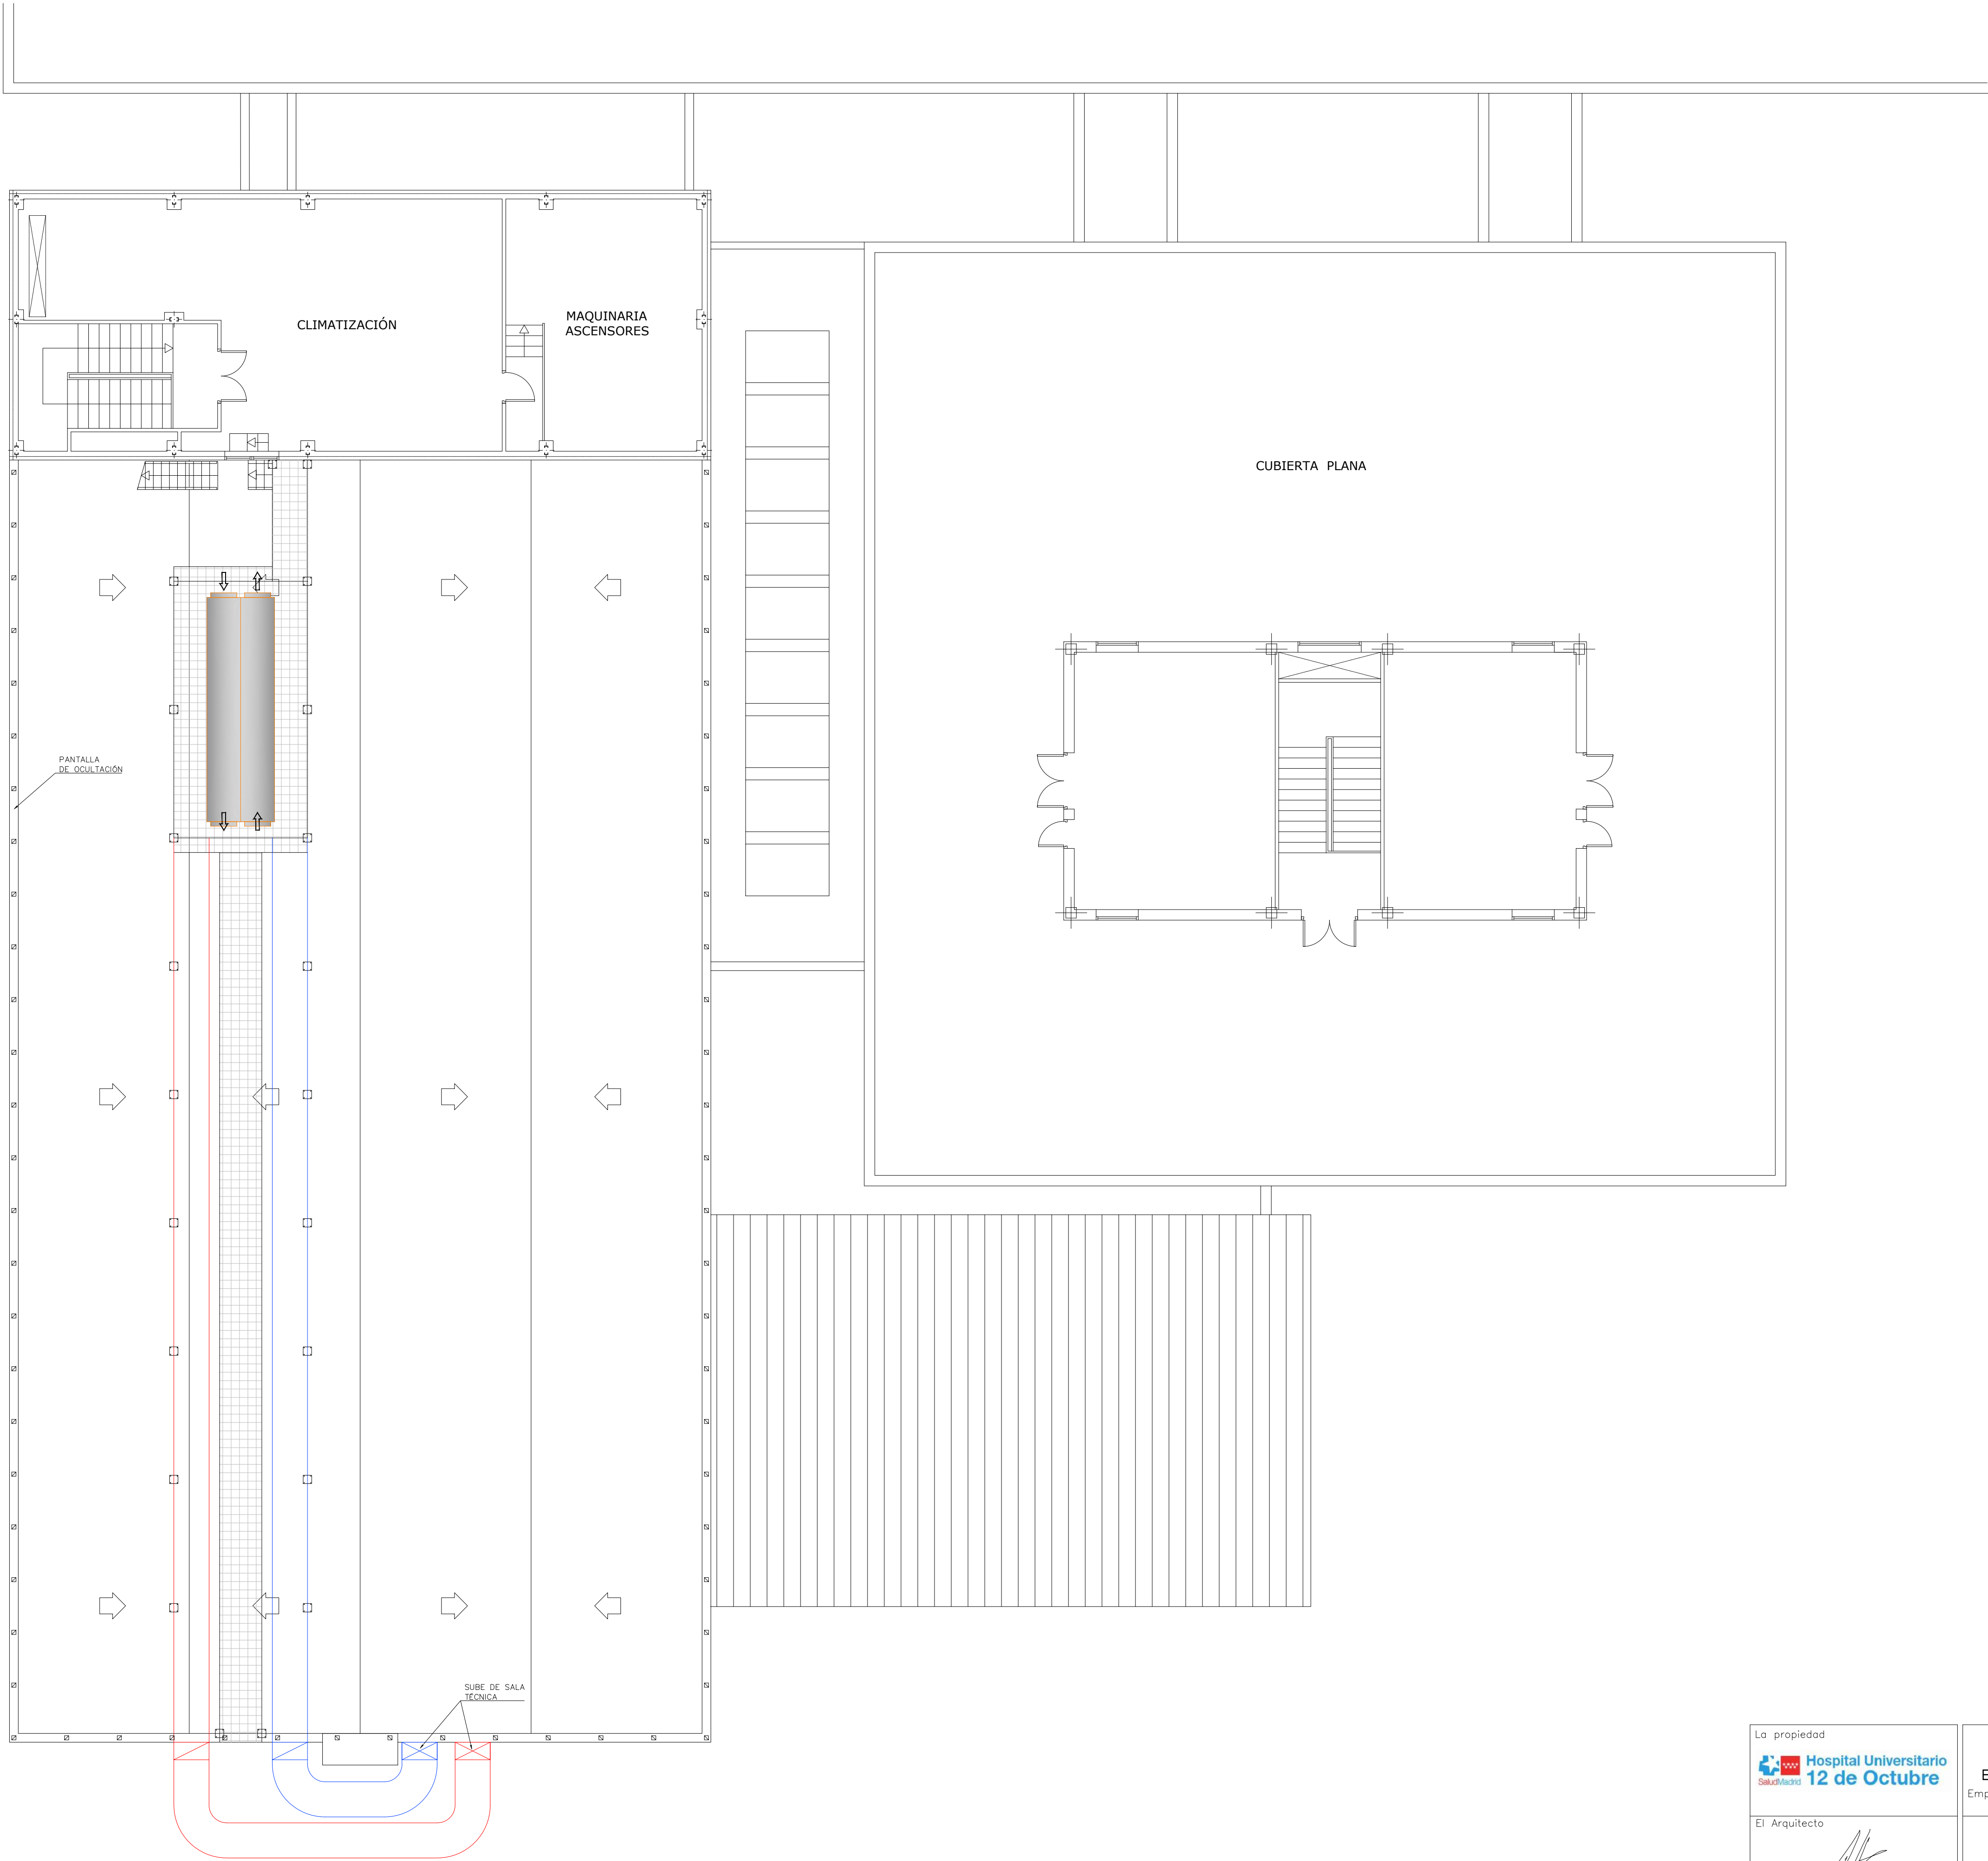 CLIMATIZACIÓN
MAQUINARIA
ASCENSORES
CUBIERTA PLANA
PANTALLA
DE OCULTACIÓN
SUBE DE SALA
TÉCNICA
La propiedad
SaludMadrid
Hospital Universitario
12 de Octubre
El Arquitecto